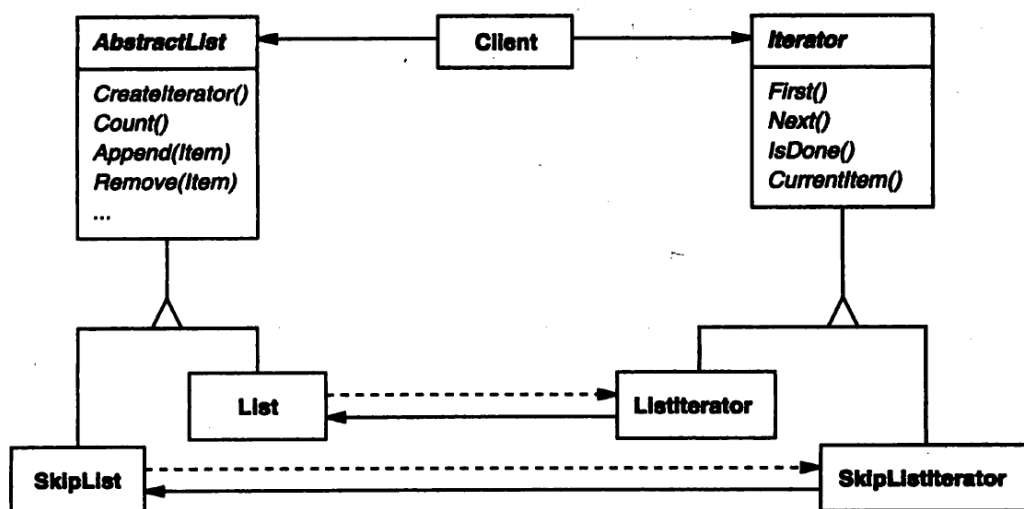 AbstractList
CreateIterator()
Count()
Append(Item)
Remove(Item)
...
Client
Iterator
First()
Next()
IsDone()
CurrentItem()
List
ListIterator
SkipList
SkipListIterator